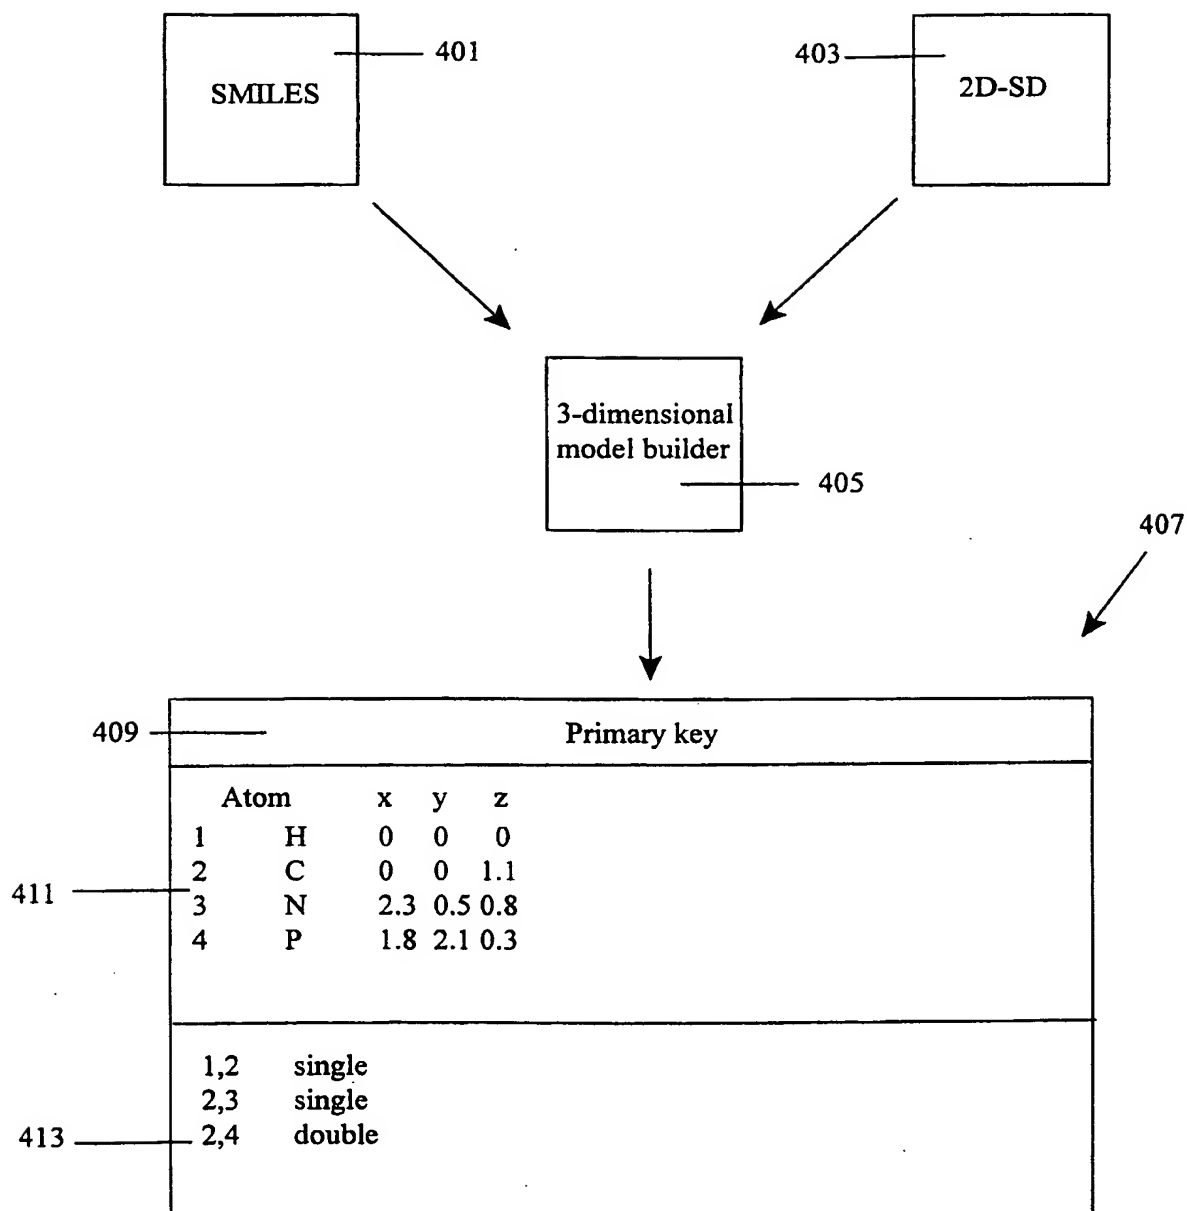 401
403
SMILES
2D-SD
3-dimensional
model builder
405
407
409
Primary key
Atom x y z
1 H 0 0 0
2 C 0 0 1.1
411
3 N 2.3 0.5 0.8
4 P 1.8 2.1 0.3
1,2 single
2,3 single
413
2,4 double